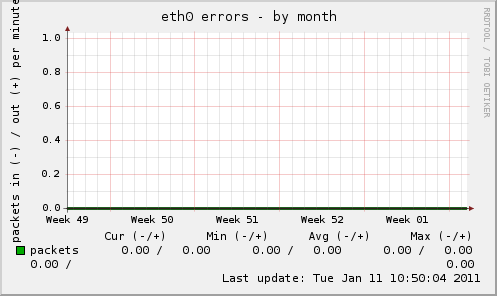 eth0 errors - by month
RRDTOOL / TOBI OETIKER
packets in (-) / out (+) per minute
1.0
0.8
0.6
0.4
0.2
0.0
Week 49 Week 50 Week 51 Week 52 Week 01
Cur (-/+) Min (-/+) Avg (-/+) Max (-/+)
packets 0.00 / 0.00 0.00 / 0.00 0.00 / 0.00
0.00 / 0.00
Last update: Tue Jan 11 10:50:04 2011